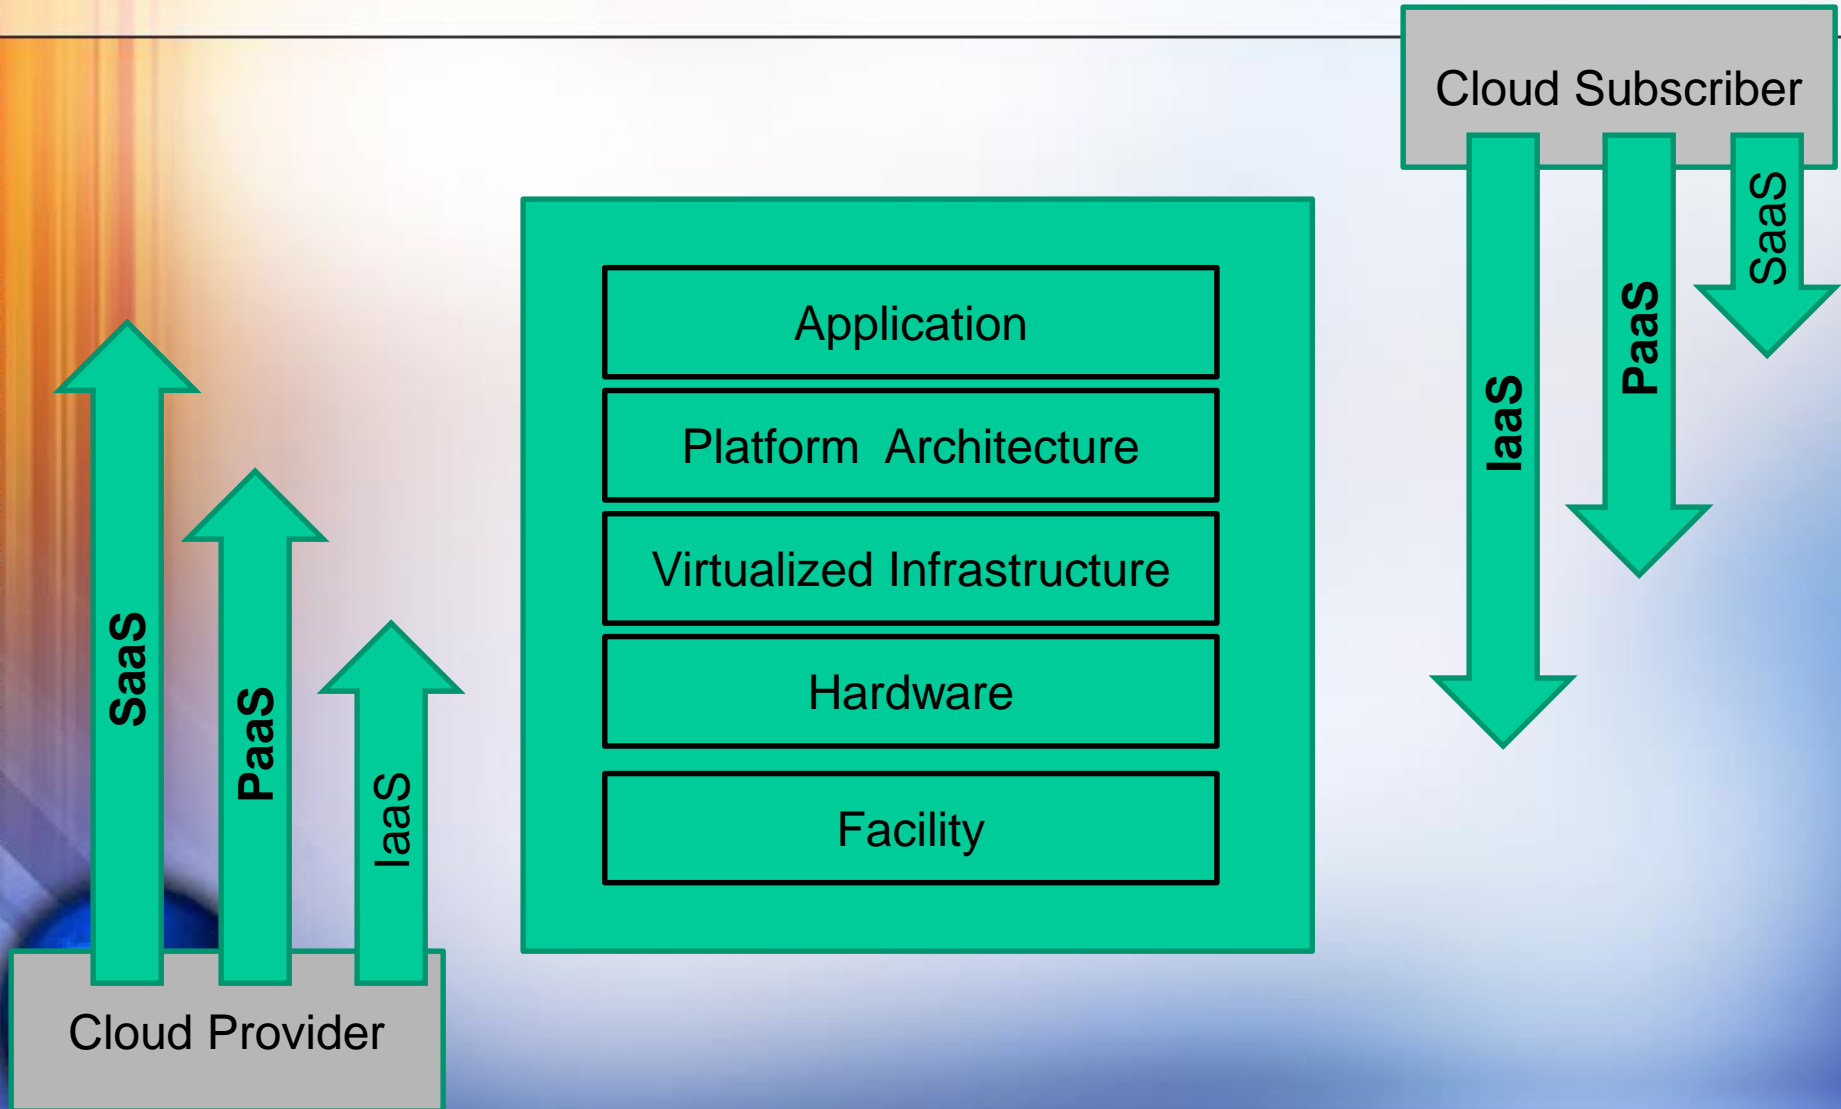 Cloud Subscriber
IaaS
PaaS
SaaS
Application
Platform  Architecture
Virtualized Infrastructure
Hardware
Facility
SaaS
PaaS
IaaS
Cloud Provider